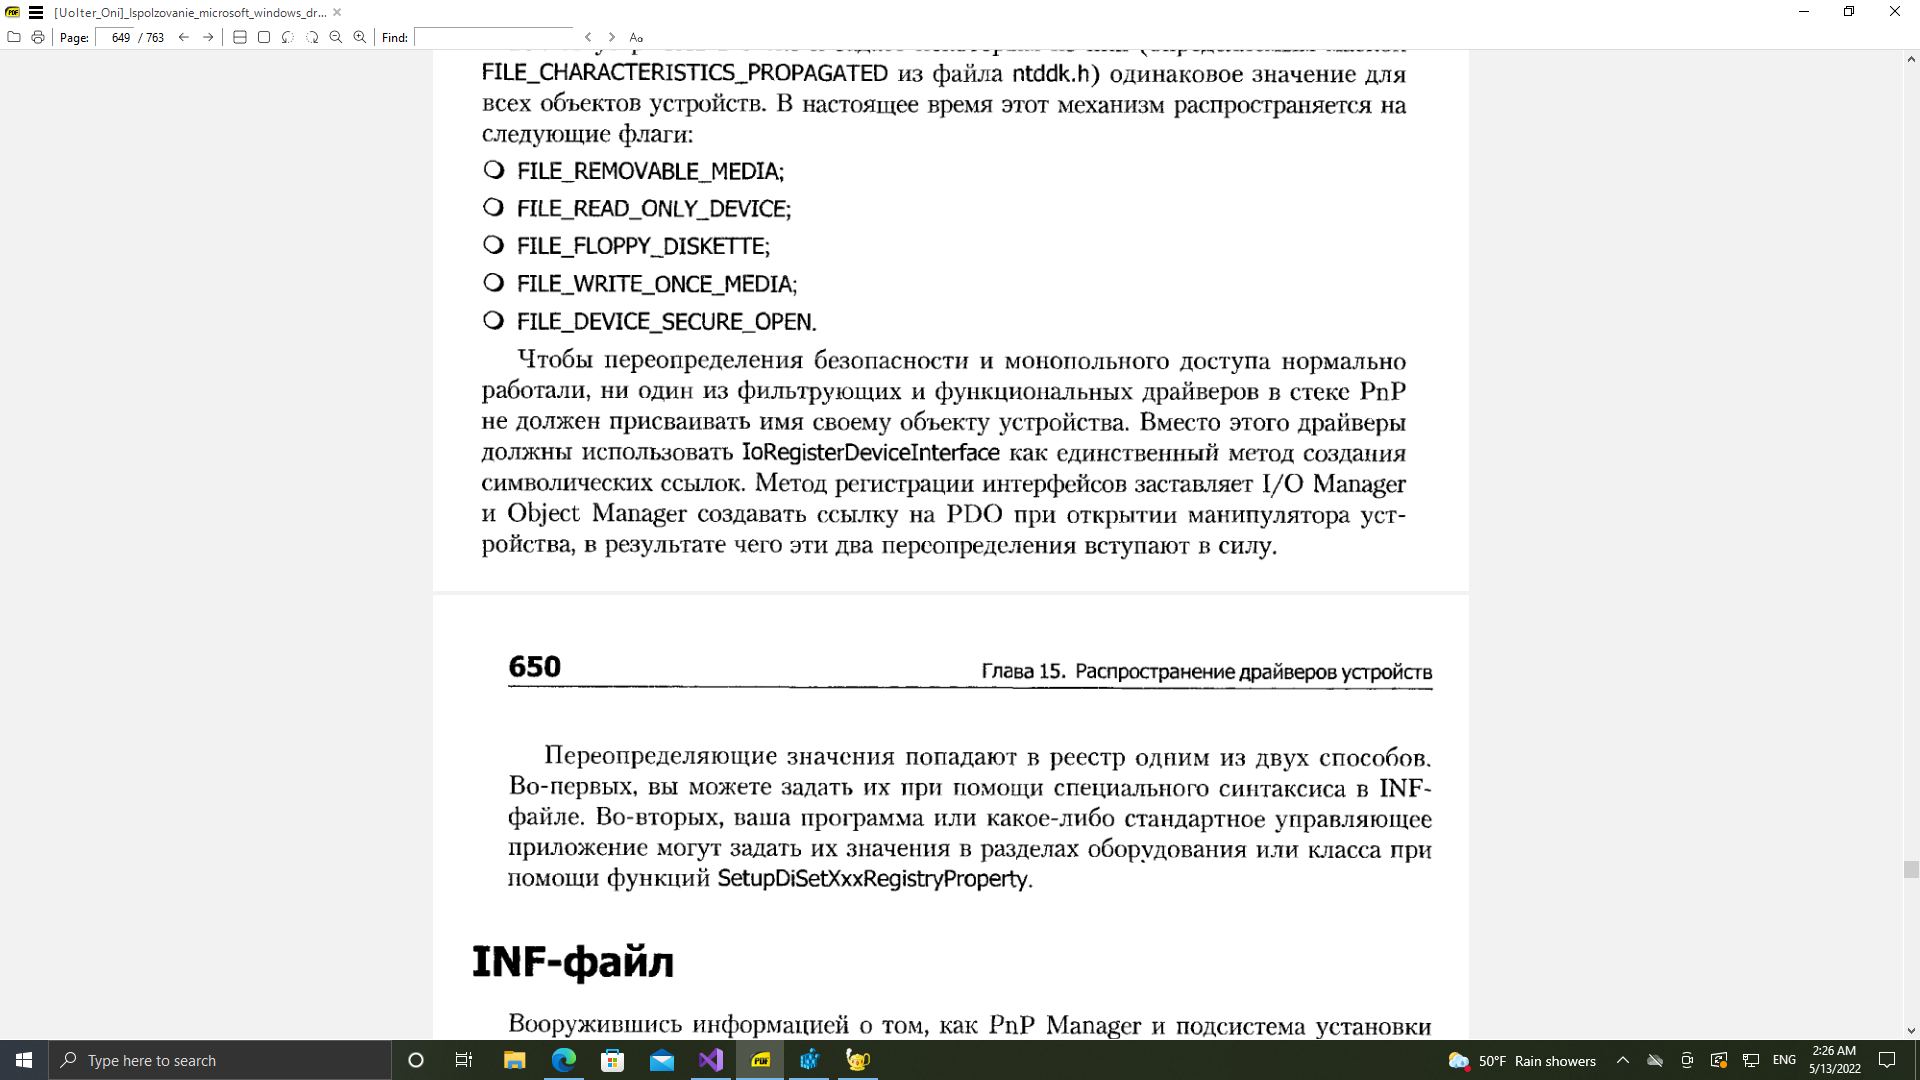 [Uolter_Oni]_Ispolzovanie_microsoft_windows_dr...
Page: 649 / 763 Find: Aa
FILE_CHARACTERISTICS_PROPAGATED из файла ntddk.h) одинаковое значение для
всех объектов устройств. В настоящее время этот механизм распространяется на
следующие флаги:
FILE_REMOVABLE_MEDIA;
FILE_READ_ONLY_DEVICE;
FILE_FLOPPY_DISKETTE;
FILE_WRITE_ONCE_MEDIA;
FILE_DEVICE_SECURE_OPEN.
Чтобы переопределения безопасности и монопольного доступа нормально
работали, ни один из фильтрующих и функциональных драйверов в стеке PnP
не должен присваивать имя своему объекту устройства. Вместо этого драйверы
должны использовать IoRegisterDeviceInterface как единственный метод создания
символических ссылок. Метод регистрации интерфейсов заставляет I/O Manager
и Object Manager создавать ссылку на PDO при открытии манипулятора уст-
ройства, в результате чего эти два переопределения вступают в силу.
650 Глава 15. Распространение драйверов устройств
Переопределяющие значения попадают в реестр одним из двух способов.
Во-первых, вы можете задать их при помощи специального синтаксиса в INF-
файле. Во-вторых, ваша программа или какое-либо стандартное управляющее
приложение могут задать их значения в разделах оборудования или класса при
помощи функций SetupDiSetXxxRegistryProperty.
INF-файл
Вооружившись информацией о том, как PnP Manager и подсистема установки
Type here to search
50°F Rain showers
ENG
2:26 AM
5/13/2022